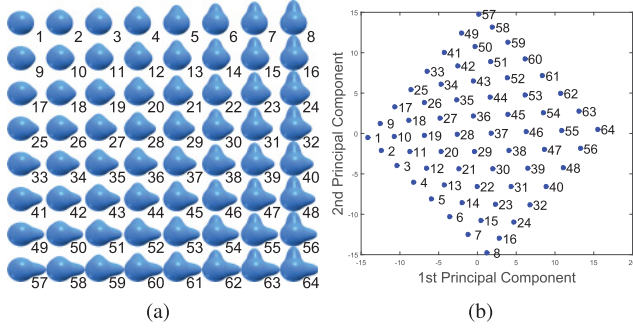 1 2 3 4 5 6 7 8
9 10 11 12 13 14 15 16
17 18 19 20 21 22 23 24
25 26 27 28 29 30 31 32
33 34 35 36 37 38 39 40
41 42 43 44 45 46 47 48
49 50 51 52 53 54 55 56
57 58 59 60 61 62 63 64
(a)
2nd Principal Component
15
10
5
0
-5
-10
-15
57
58
49
50 59
41
51 60
42
33 52 61
43
25 34
53 62
44
26 35
17 54 63
45
36
18 27
9
46 55 64
37
1 10 19 28
47 56
38
2 11 20 29
3 12 21 30 39 48
4 13 22 31 40
5 14 23 32
6 15 24
7 16
8
-15 -10 -5 0 5 10 15 20
1st Principal Component
(b)